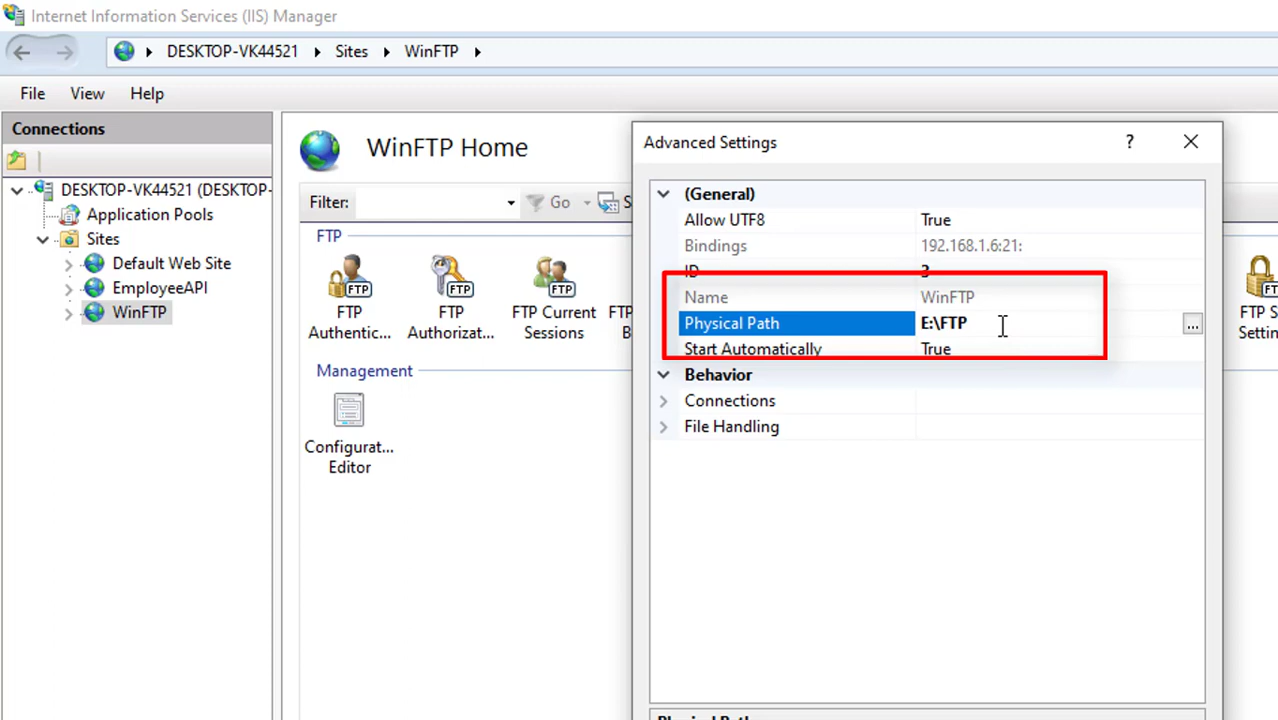 Internet Information Services (IIS) Manager
DESKTOP-VK44521 Sites WinFTP
File View Help
Connections
DESKTOP-VK44521 (DESKTOP-
Application Pools
Sites
Default Web Site
EmployeeAPI
WinFTP
WinFTP Home
Filter: Go S
FTP
FTP Authentic...
FTP Authorizat...
FTP Current Sessions
FTP
B
FTP S
Setting
Management
Configurat...
Editor
Advanced Settings ? 
(General)
Allow UTF8 True
Bindings 192.168.1.6:21:
ID 3
Name WinFTP
Physical Path E:\FTP ...
Start Automatically True
Behavior
Connections
File Handling